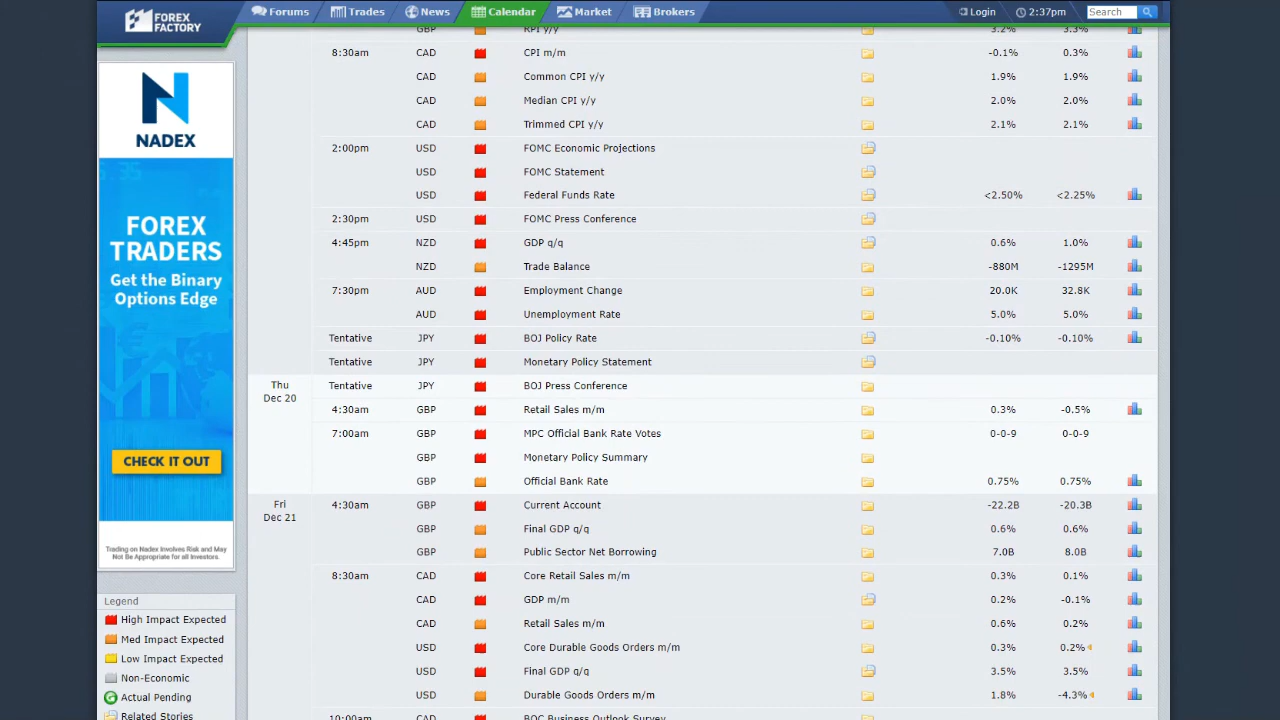 FOREX FACTORY
Forums Trades News Calendar Market Brokers Login 2:37pm Search
NADEX
FOREX
TRADERS
Get the Binary
Options Edge
CHECK IT OUT
Trading on Nadex Involves Risk and May
Not Be Appropriate for all Investors.
Legend
High Impact Expected
Med Impact Expected
Low Impact Expected
Non-Economic
Actual Pending
Related Stories
GBP RPI y/y 3.2% 3.3%
8:30am CAD CPI m/m -0.1% 0.3%
CAD Common CPI y/y 1.9% 1.9%
CAD Median CPI y/y 2.0% 2.0%
CAD Trimmed CPI y/y 2.1% 2.1%
2:00pm USD FOMC Economic Projections
USD FOMC Statement
USD Federal Funds Rate <2.50% <2.25%
2:30pm USD FOMC Press Conference
4:45pm NZD GDP q/q 0.6% 1.0%
NZD Trade Balance -880M -1295M
7:30pm AUD Employment Change 20.0K 32.8K
AUD Unemployment Rate 5.0% 5.0%
Tentative JPY BOJ Policy Rate -0.10% -0.10%
Tentative JPY Monetary Policy Statement
Thu Dec 20 Tentative JPY BOJ Press Conference
4:30am GBP Retail Sales m/m 0.3% -0.5%
7:00am GBP MPC Official Bank Rate Votes 0-0-9 0-0-9
GBP Monetary Policy Summary
GBP Official Bank Rate 0.75% 0.75%
Fri Dec 21 4:30am GBP Current Account -22.2B -20.3B
GBP Final GDP q/q 0.6% 0.6%
GBP Public Sector Net Borrowing 7.0B 8.0B
8:30am CAD Core Retail Sales m/m 0.3% 0.1%
CAD GDP m/m 0.2% -0.1%
CAD Retail Sales m/m 0.6% 0.2%
USD Core Durable Goods Orders m/m 0.3% 0.2%
USD Final GDP q/q 3.5% 3.5%
USD Durable Goods Orders m/m 1.8% -4.3%
10:00am CAD BOC Business Outlook Survey